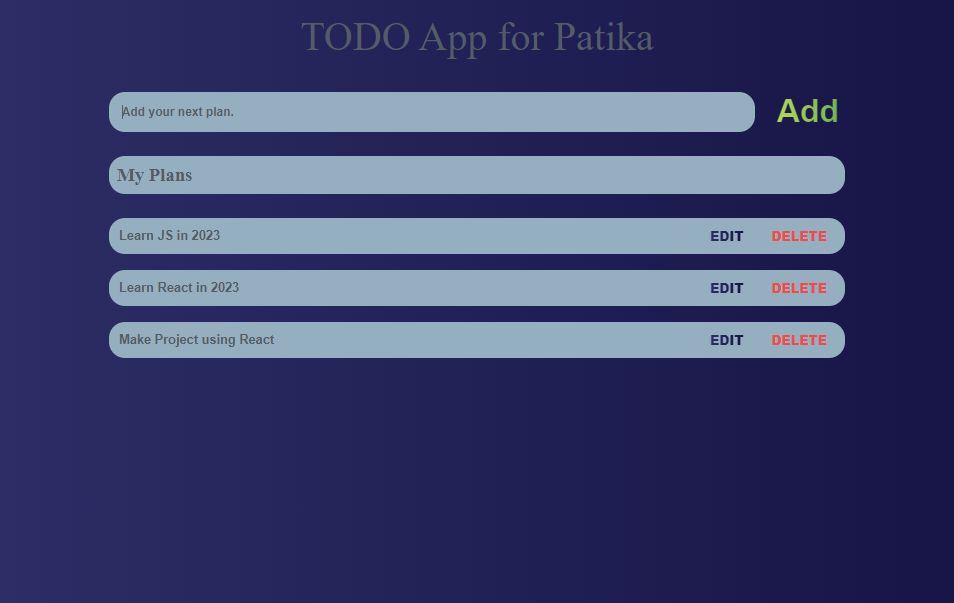 TODO App for Patika
Add your next plan.
Add
My Plans
Learn JS in 2023 EDIT DELETE
Learn React in 2023 EDIT DELETE
Make Project using React EDIT DELETE